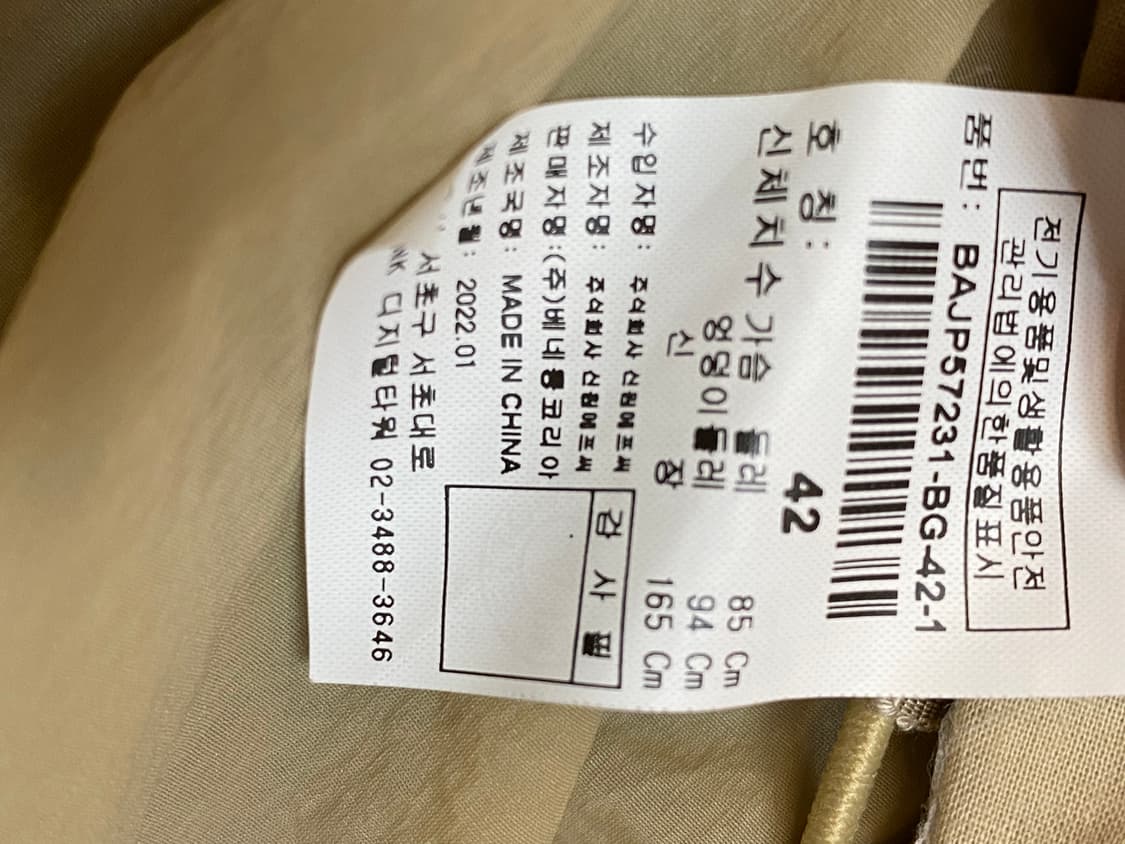 전기용품및생활용품안전
관리법에의한품질표시
품번: BAJP57231-BG-42-1
호 칭: 42
신체치수 가슴 둘레 85 Cm
엉덩이둘레 94 Cm
신 장 165 Cm
수입자명: 주식회사 신원에프씨
제조자명: 주식회사 신원에프씨
판매자명:(주)베네통코리아
제조국명: MADE IN CHINA
제조년월: 2022.01
서초구 서초대로
디지털타워 02-3488-3646
검 사 필